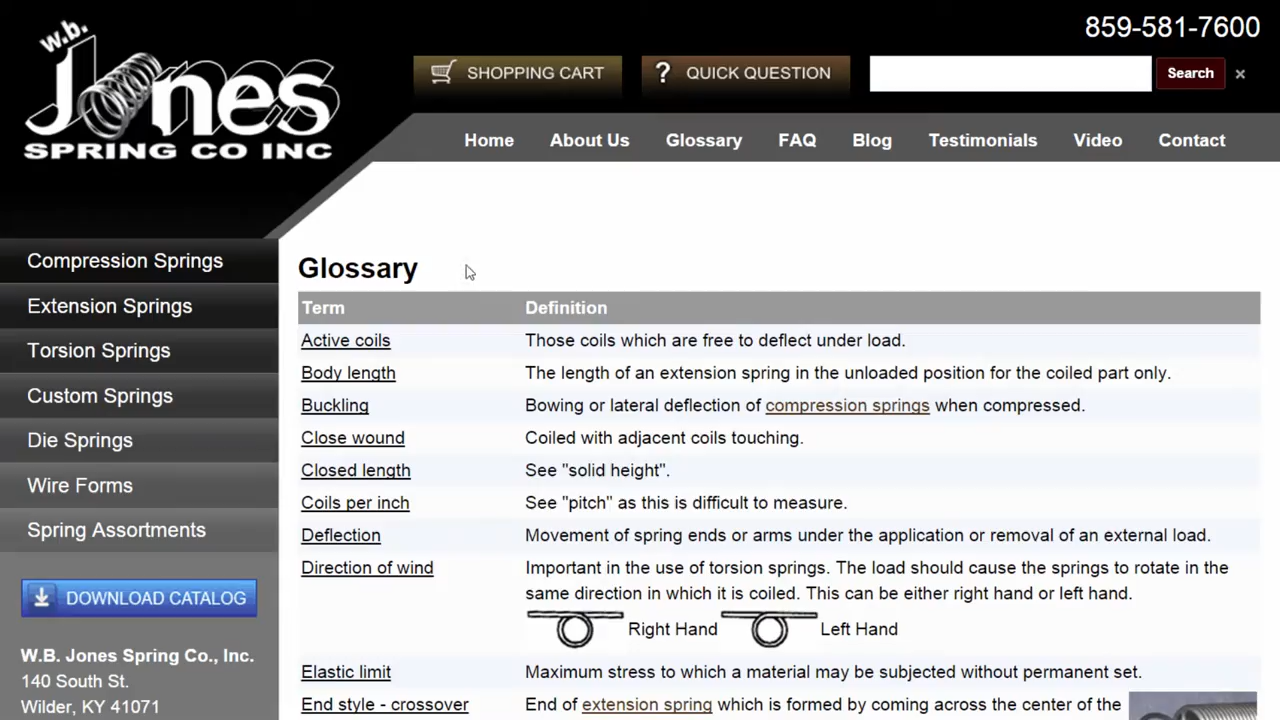 859-581-7600
w.b.
Jones
SPRING CO INC
SHOPPING CART
? QUICK QUESTION
Search ×
Home About Us Glossary FAQ Blog Testimonials Video Contact
Compression Springs
Extension Springs
Torsion Springs
Custom Springs
Die Springs
Wire Forms
Spring Assortments
DOWNLOAD CATALOG
W.B. Jones Spring Co., Inc.
140 South St.
Wilder, KY 41071
Glossary
Term Definition
Active coils Those coils which are free to deflect under load.
Body length The length of an extension spring in the unloaded position for the coiled part only.
Buckling Bowing or lateral deflection of compression springs when compressed.
Close wound Coiled with adjacent coils touching.
Closed length See "solid height".
Coils per inch See "pitch" as this is difficult to measure.
Deflection Movement of spring ends or arms under the application or removal of an external load.
Direction of wind Important in the use of torsion springs. The load should cause the springs to rotate in the
same direction in which it is coiled. This can be either right hand or left hand.
Right Hand Left Hand
Elastic limit Maximum stress to which a material may be subjected without permanent set.
End style - crossover End of extension spring which is formed by coming across the center of the